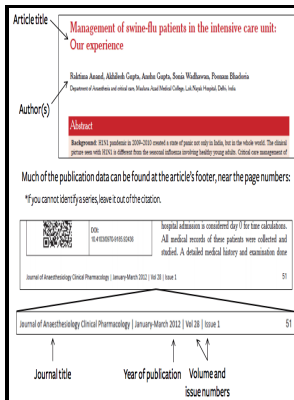 Article title
Management of swine-flu patients in the intensive care unit:
Our experience
Raktima Anand, Akhilesh Gupta, Anshu Gupta, Sonia Wadhawan, Poonam Bhadoria
Department of Anaesthesia and critical care, Maulana Azad Medical College, Lok Nayak Hospital, Delhi, India
Author(s)
Abstract
Background: H1N1 pandemic in 2009-2010 created a state of panic not only in India, but in the whole world. The clinical
picture seen with H1N1 is different from the seasonal influenza involving healthy young adults. Critical care management of
Much of the publication data can be found at the article's footer, near the page numbers:
*If you cannot identify a series, leave it out of the citation.
DOI:
hospital admission is considered day 0 for time calculations.
All medical records of these patients were collected and
studied. A detailed medical history and examination done
Journal of Anaesthesiology Clinical Pharmacology | January-March 2012 | Vol 28 | Issue 1 51
Journal of Anaesthesiology Clinical Pharmacology | January-March 2012 | Vol 28 | Issue 1 51
Journal title
Year of publication
Volume and
issue numbers